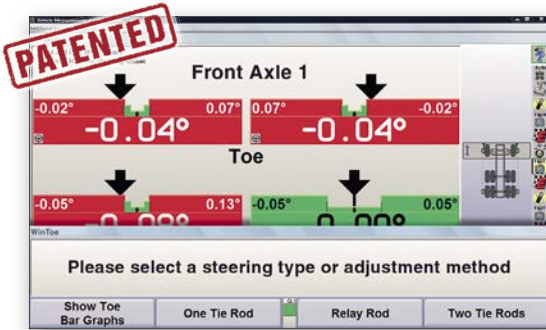 PATENTED
Front Axle 1
-0.02° 0.07° 0.07° -0.02°
-0.04° -0.04°
Toe
-0.05° 0.13° -0.05° 0.05°
WinToe
Please select a steering type or adjustment method
Show Toe
Bar Graphs
One Tie Rod
Relay Rod
Two Tie Rods